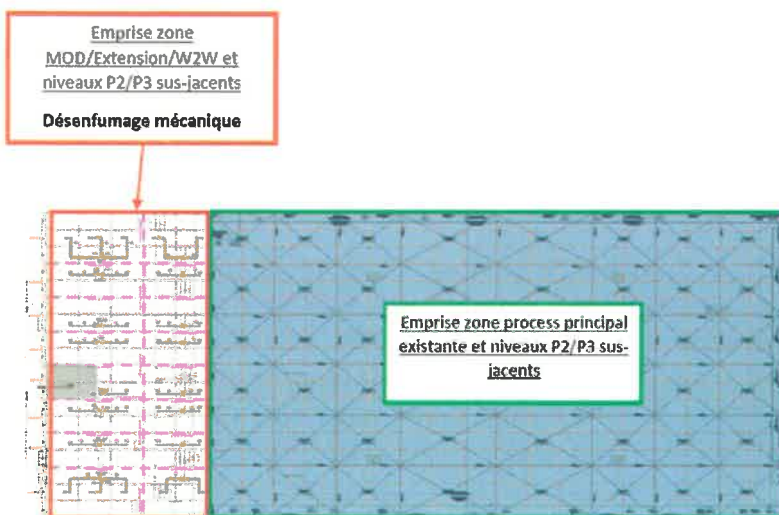 Emprise zone
MOD/Extension/W2W et
niveaux P2/P3 sus-jacents
Désenfumage mécanique
Emprise zone process principal
existante et niveaux P2/P3 sus-
jacents